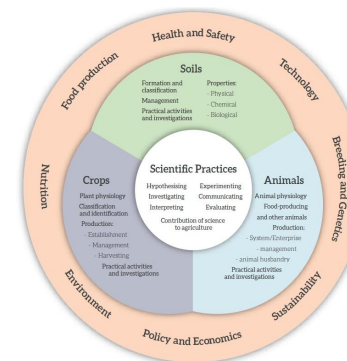 Health and Safety
Technology
Breeding and Genetics
Sustainability
Policy and Economics
Environment
Nutrition
Food production
Soils
Formation and
classification
Management
Practical activities
and investigations
Properties:
- Physical
- Chemical
- Biological
Scientific Practices
Hypothesising
Investigating
Interpreting
Experimenting
Communicating
Evaluating
Contribution of science
to agriculture
Crops
Plant physiology
Classification
and identification
Production:
- Establishment
- Management
- Harvesting
Practical activities
and investigations
Animals
Animal physiology
Food-producing
and other animals
Production:
- System/Enterprise
- management
- animal husbandry
Practical activities
and investigations